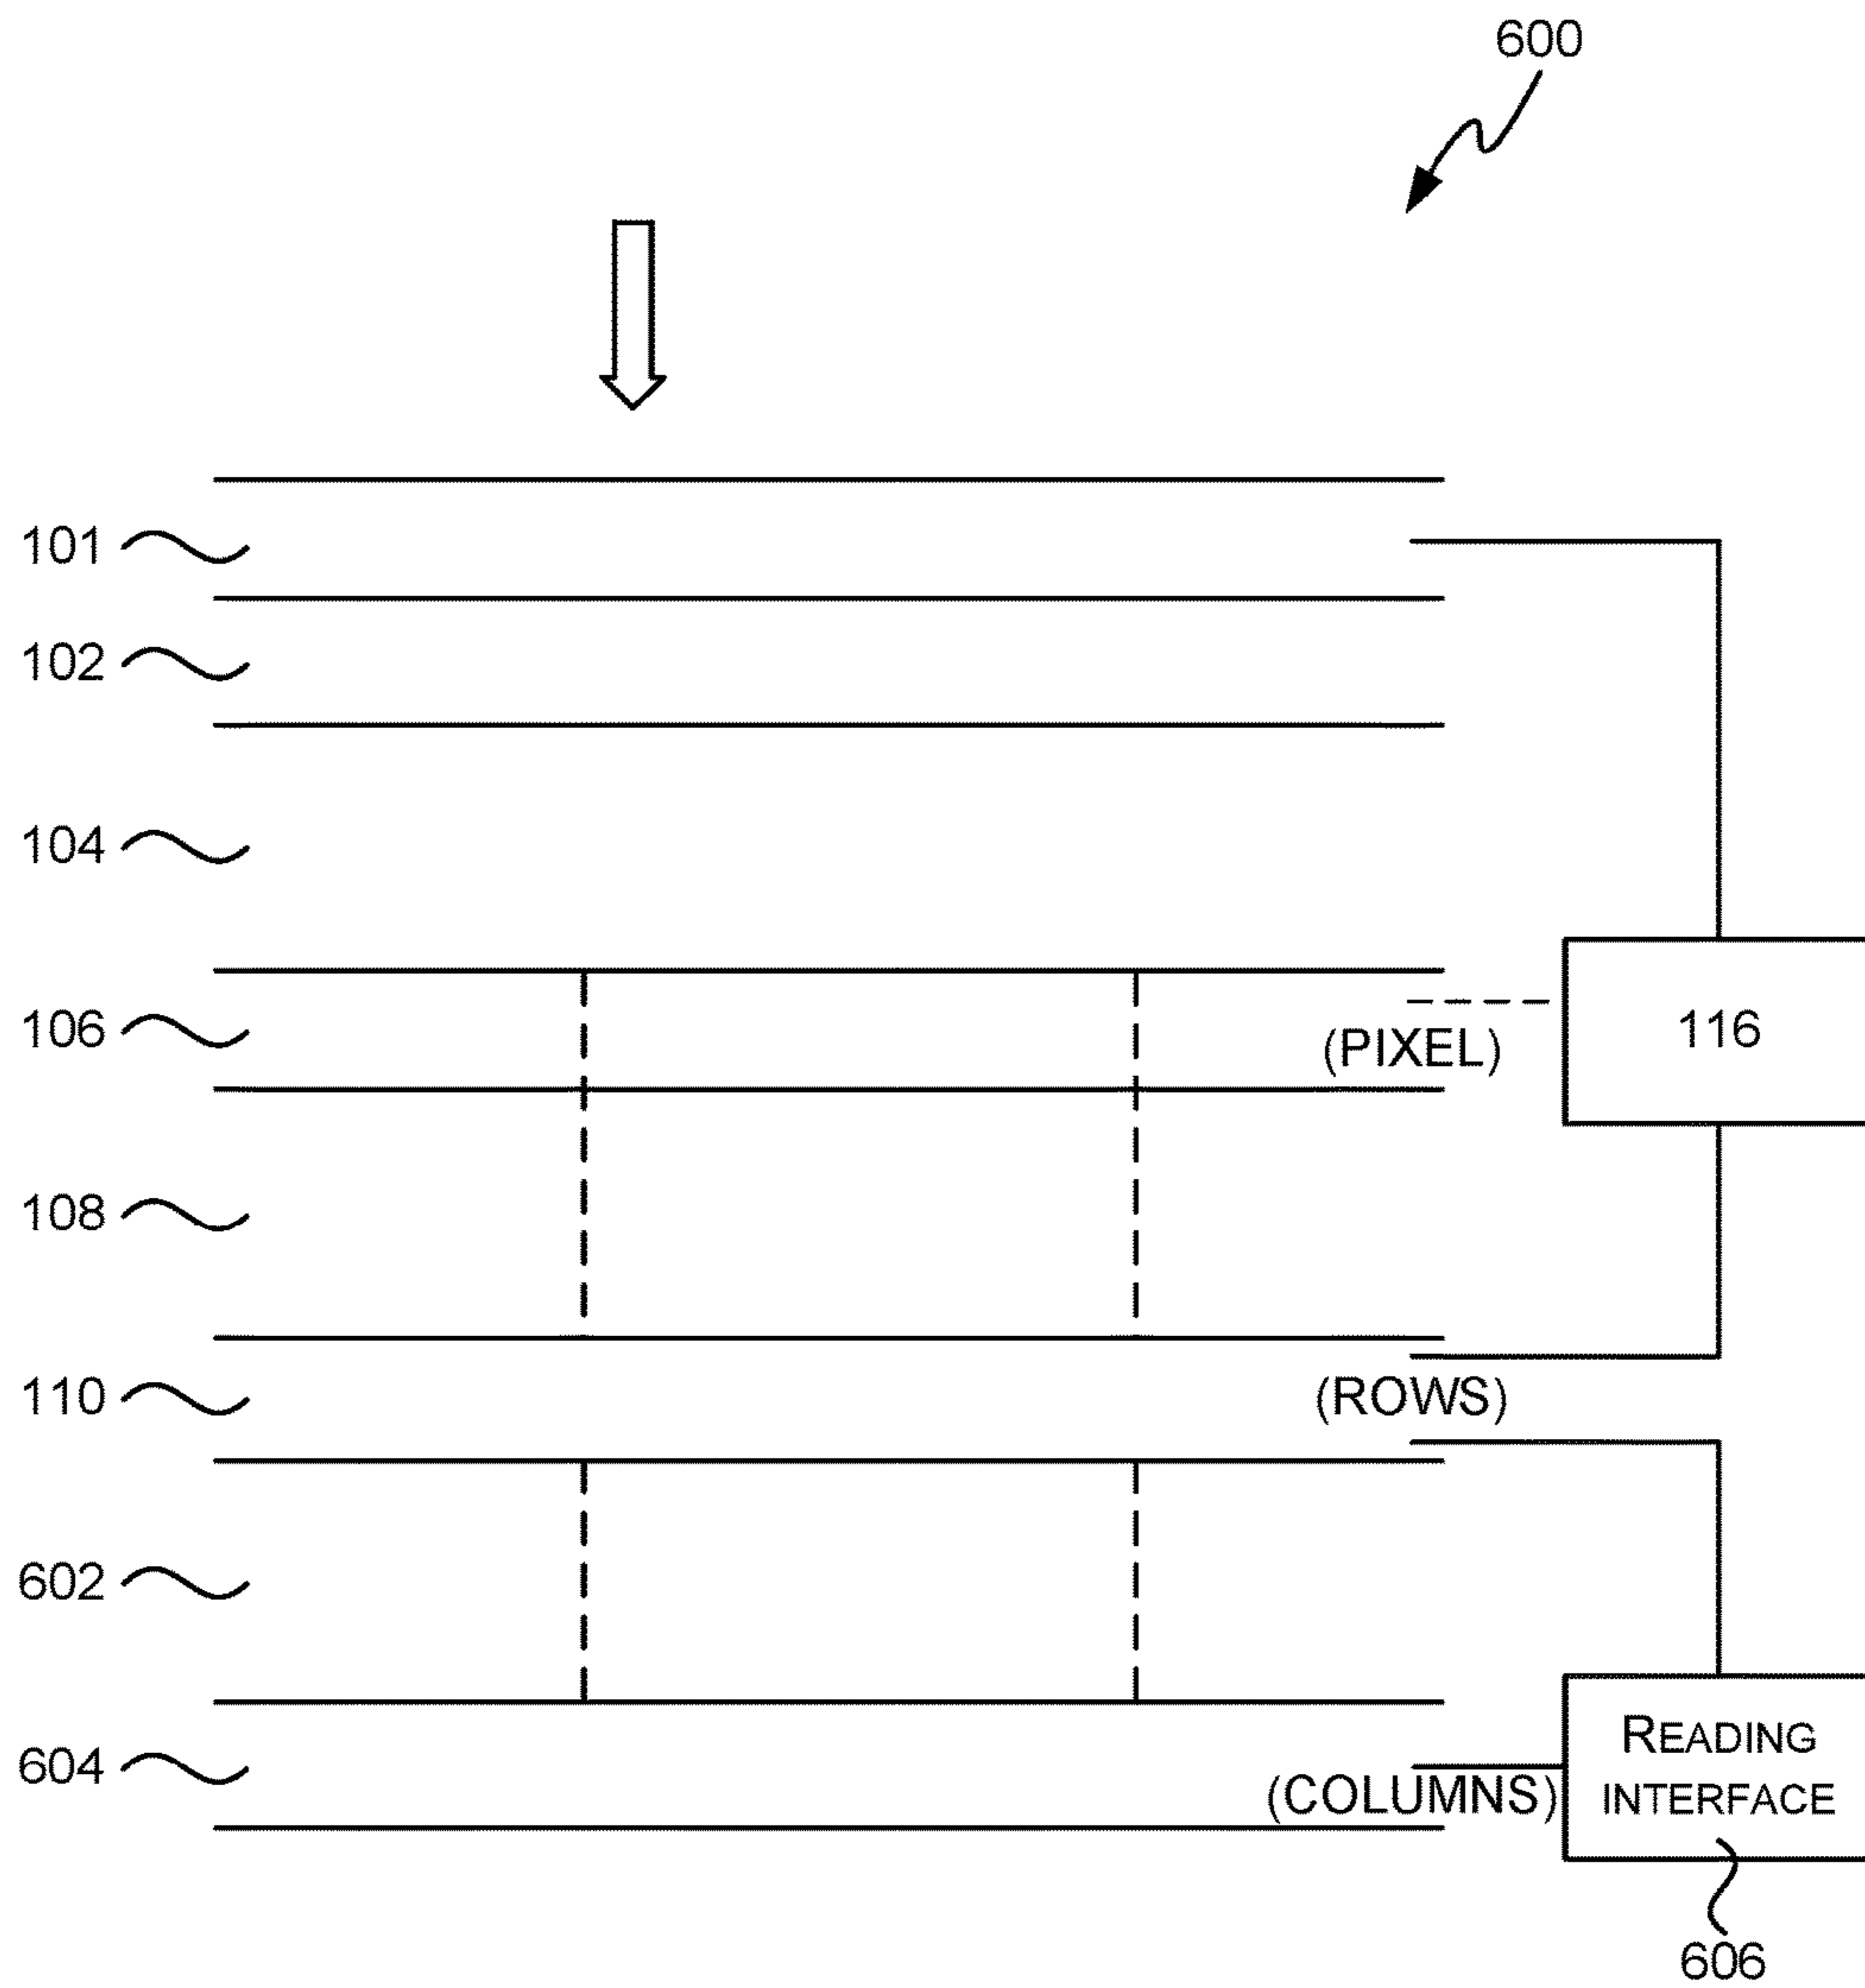 600
101
102
104
106
(PIXEL)
116
108
110
(ROWS)
602
604
(COLUMNS)
READING
INTERFACE
606